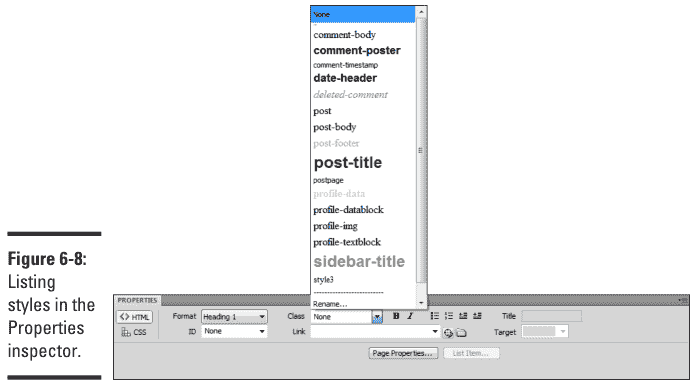 None
comment-body
comment-poster
comment-timestamp
date-header
deleted-comment
post
post-body
post-footer
post-title
postpage
profile-data
profile-datablock
profile-img
profile-textblock
sidebar-title
style3
--------------------------
Rename...
Figure 6-8:
Listing
styles in the
Properties
inspector.
PROPERTIES
<> HTML Format Heading 1 Class None B I Title
CSS ID None Link Target
Page Properties... List Item...